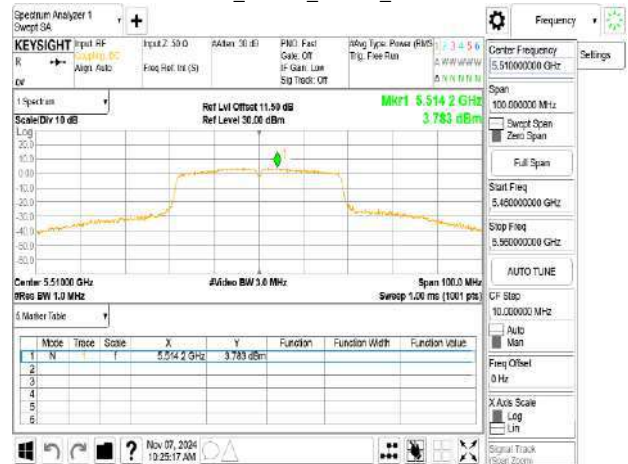 Spectrum Analyzer 1
Swept SA
Frequency
KEYSIGHT
R
Input: RF
Coupling: DC
Align: Auto
Input Z: 50 Ω
Freq Ref: Int (S)
#Atten: 30 dB
PNO: Fast
Gate: Off
IF Gain: Low
Sig Track: Off
#Avg Type: Power (RMS
Trig: Free Run
1 2 3 4 5 6
A W W W W W
A N N N N N
Center Frequency
5.510000000 GHz
Settings
Span
100.000000 MHz
Swept Span
Zero Span
Full Span
Start Freq
5.460000000 GHz
Stop Freq
5.560000000 GHz
AUTO TUNE
CF Step
10.000000 MHz
Auto
Man
Freq Offset
0 Hz
X Axis Scale
Log
Lin
Signal Track
(Span Zoom)
1 Spectrum
Scale/Div 10 dB
Ref Lvl Offset 11.50 dB
Ref Level 30.00 dBm
Mkr1 5.514 2 GHz
3.783 dBm
Log
20.0
10.0
0.00
-10.0
-20.0
-30.0
-40.0
-50.0
-60.0
1
Center 5.51000 GHz
#Res BW 1.0 MHz
#Video BW 3.0 MHz
Span 100.0 MHz
Sweep 1.00 ms (1001 pts)
5 Marker Table
Mode Trace Scale X Y Function Function Width Function Value
1 N 1 f 5.514 2 GHz 3.783 dBm
2
3
4
5
6
?
Nov 07, 2024
10:25:17 AM